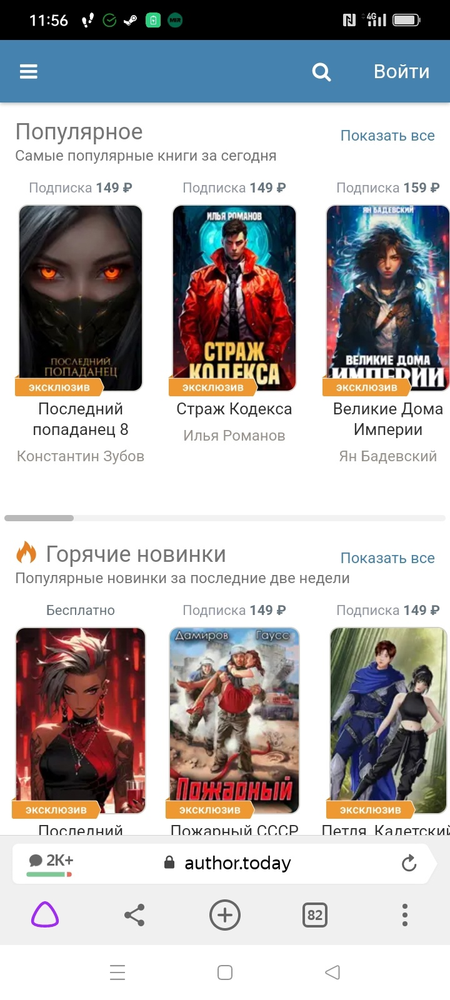 11:56
4G
Войти
Популярное
Показать все
Самые популярные книги за сегодня
Подписка 149 ₽
Подписка 149 ₽
Подписка 159 ₽
ПОСЛЕДНИЙ
ПОПАДАНЕЦ
ЭКСКЛЮЗИВ
ИЛЬЯ РОМАНОВ
СТРАЖ
КОДЕКСА
ЭКСКЛЮЗИВ
ЯН БАДЕВСКИЙ
ВЕЛИКИЕ ДОМА
ИМПЕРИИ
ЭКСКЛЮЗИВ
Последний
попаданец 8
Константин Зубов
Страж Кодекса
Илья Романов
Великие Дома
Империи
Ян Бадевский
Горячие новинки
Показать все
Популярные новинки за последние две недели
Бесплатно
Подписка 149 ₽
Подписка 149 ₽
ЭКСКЛЮЗИВ
Дамиров Гаусс
Пожарный
ЭКСКЛЮЗИВ
ЭКСКЛЮЗИВ
Последний
Пожарный СССР
Петля. Кадетский
2K+
author.today
82